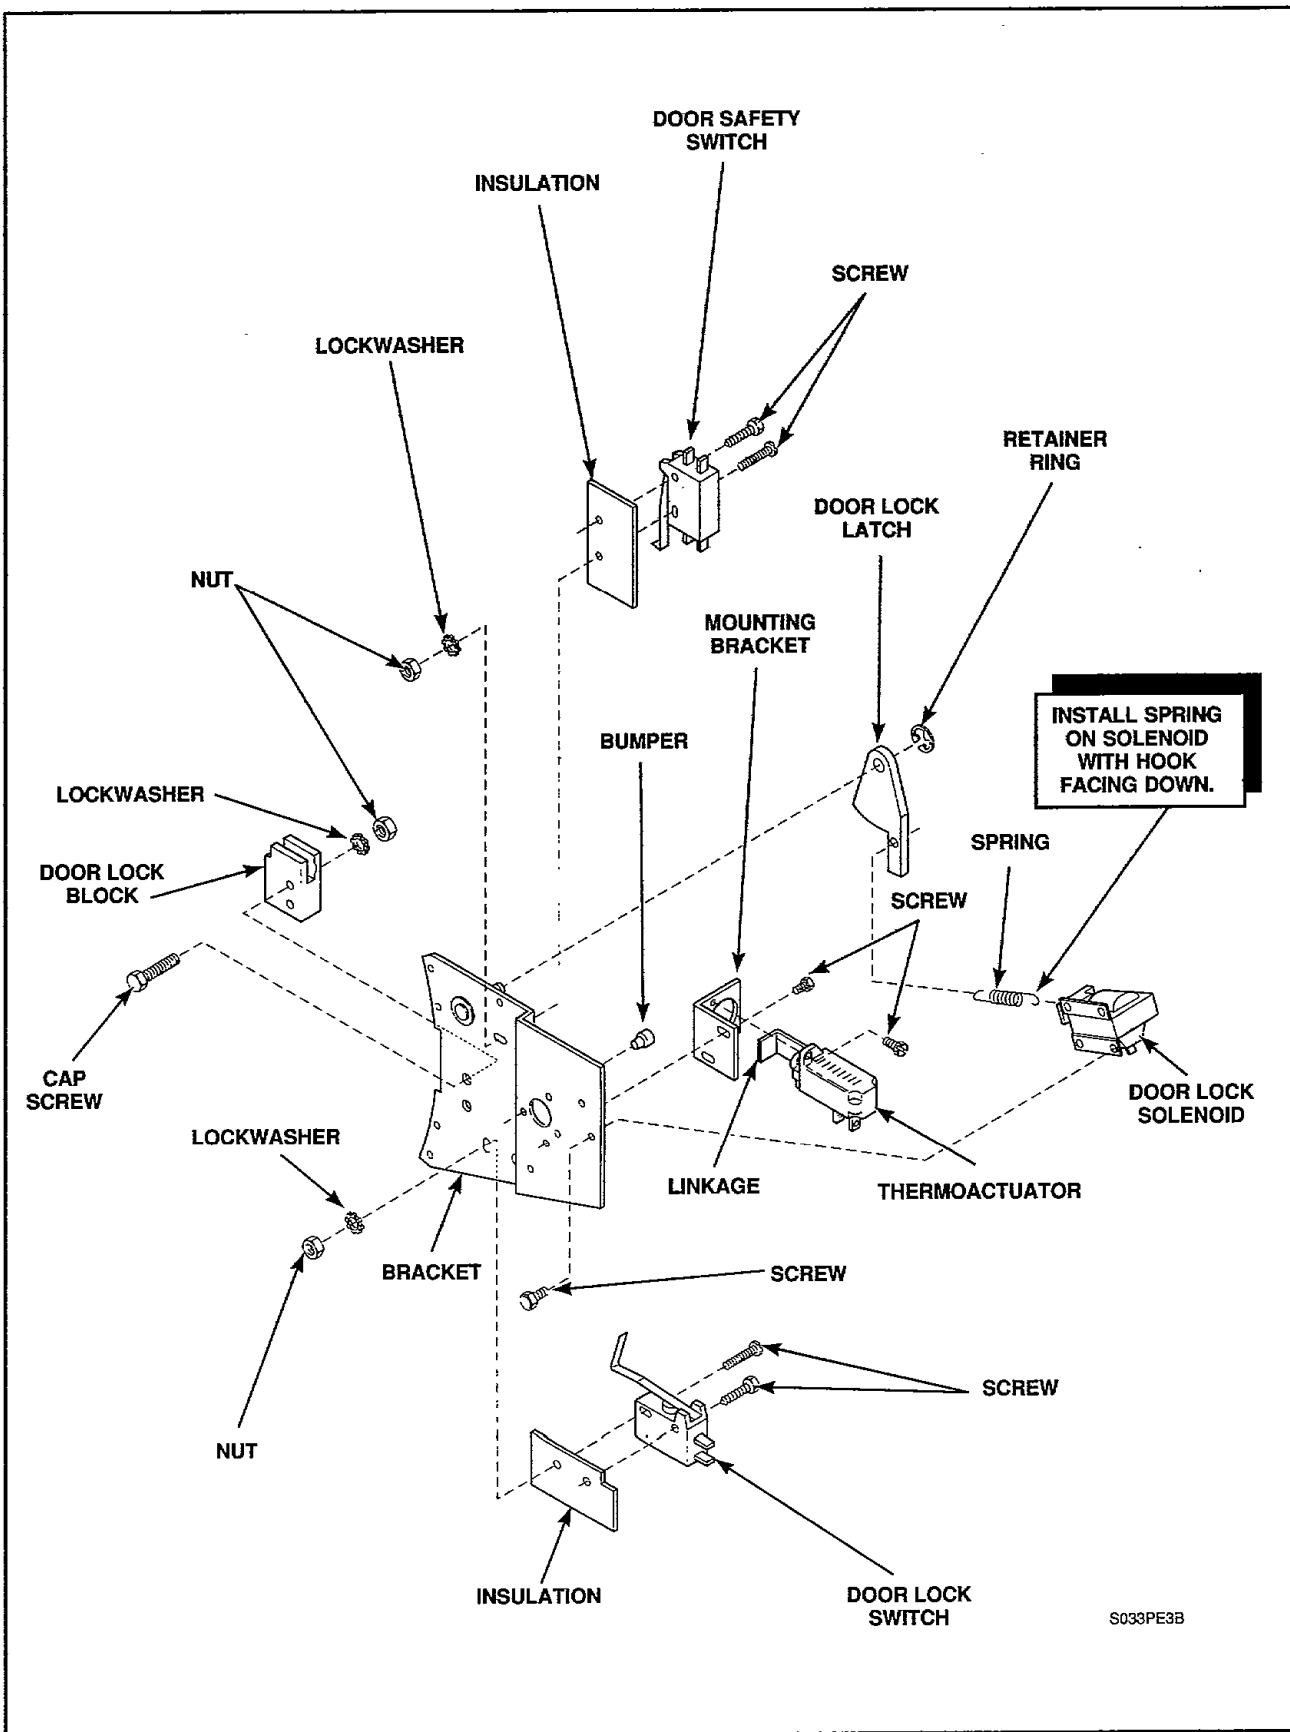 DOOR SAFETY
SWITCH
INSULATION
SCREW
LOCKWASHER
RETAINER
RING
DOOR LOCK
LATCH
NUT
MOUNTING
BRACKET
INSTALL SPRING
ON SOLENOID
WITH HOOK
FACING DOWN.
BUMPER
LOCKWASHER
SPRING
DOOR LOCK
BLOCK
SCREW
CAP
SCREW
DOOR LOCK
SOLENOID
LOCKWASHER
LINKAGE
THERMOACTUATOR
BRACKET
SCREW
SCREW
NUT
INSULATION
DOOR LOCK
SWITCH
S033PE3B